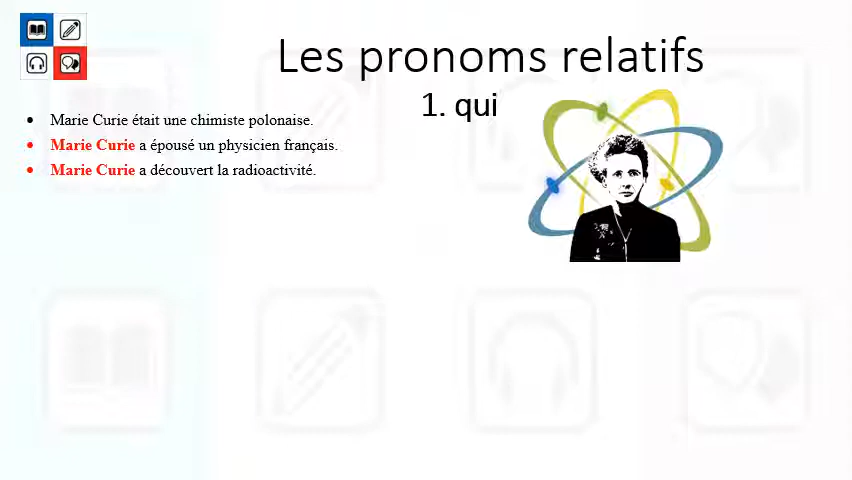 Les pronoms relatifs
1. qui
• Marie Curie était une chimiste polonaise.
• Marie Curie a épousé un physicien français.
• Marie Curie a découvert la radioactivité.